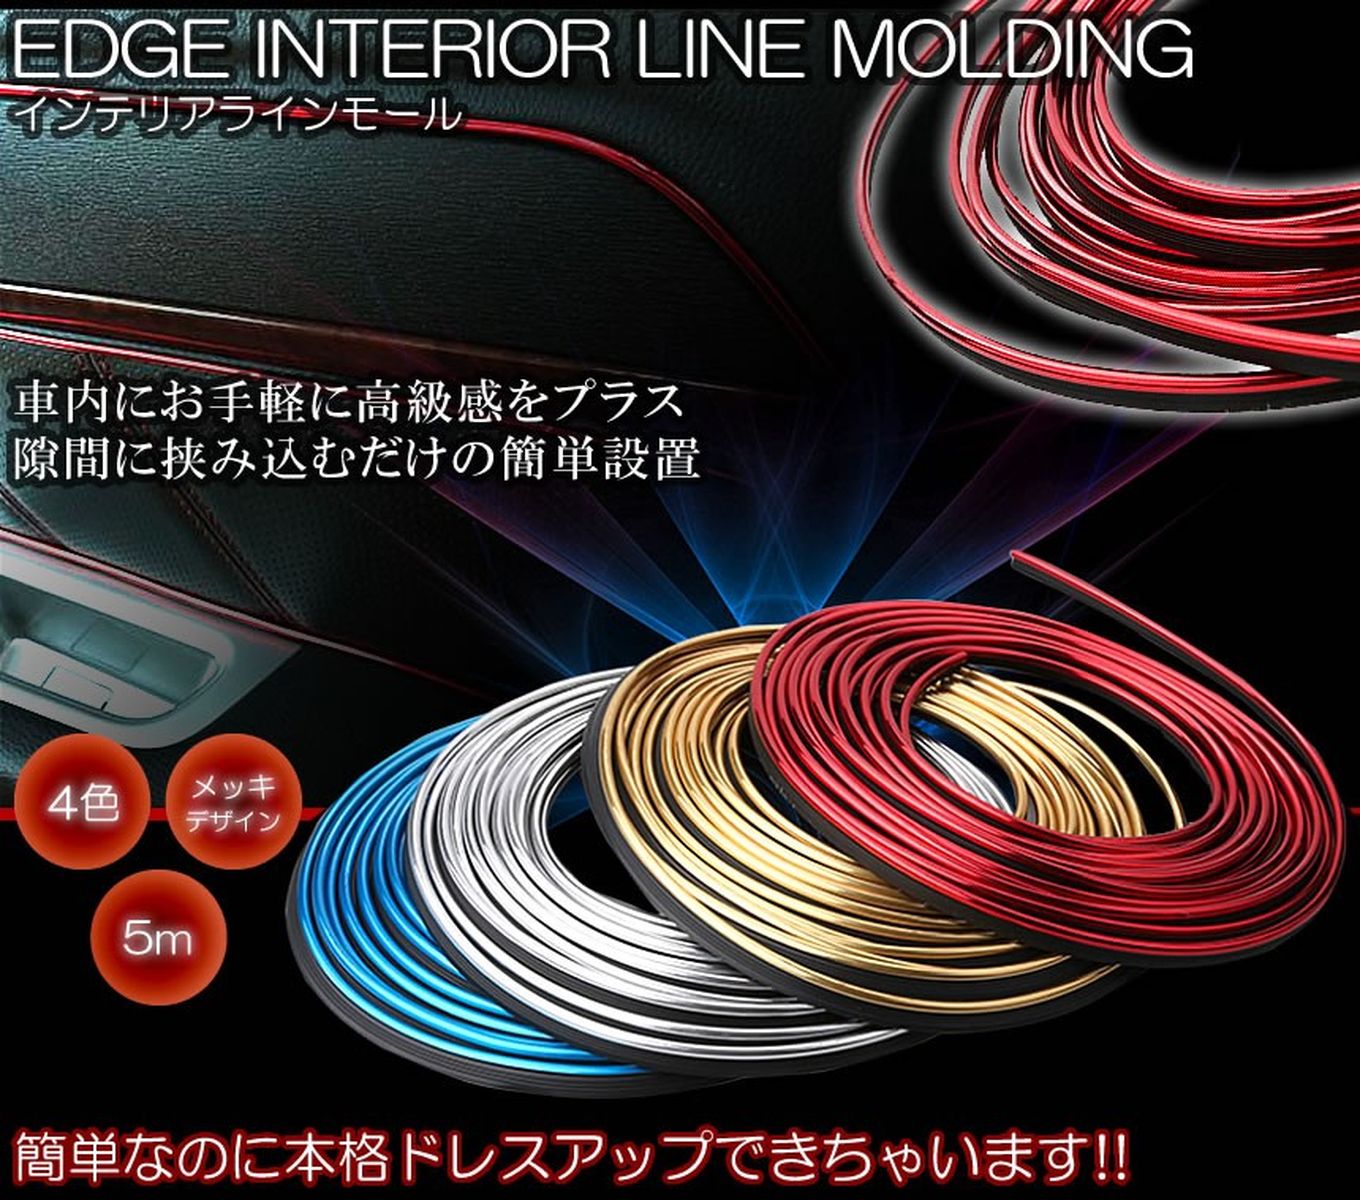 EDGE INTERIOR LINE MOLDING
インテリアラインモール
車内にお手軽に高級感をプラス
隙間に挟み込むだけの簡単設置
4色
メッキ
デザイン
5m
簡単なのに本格ドレスアップできちゃいます!!